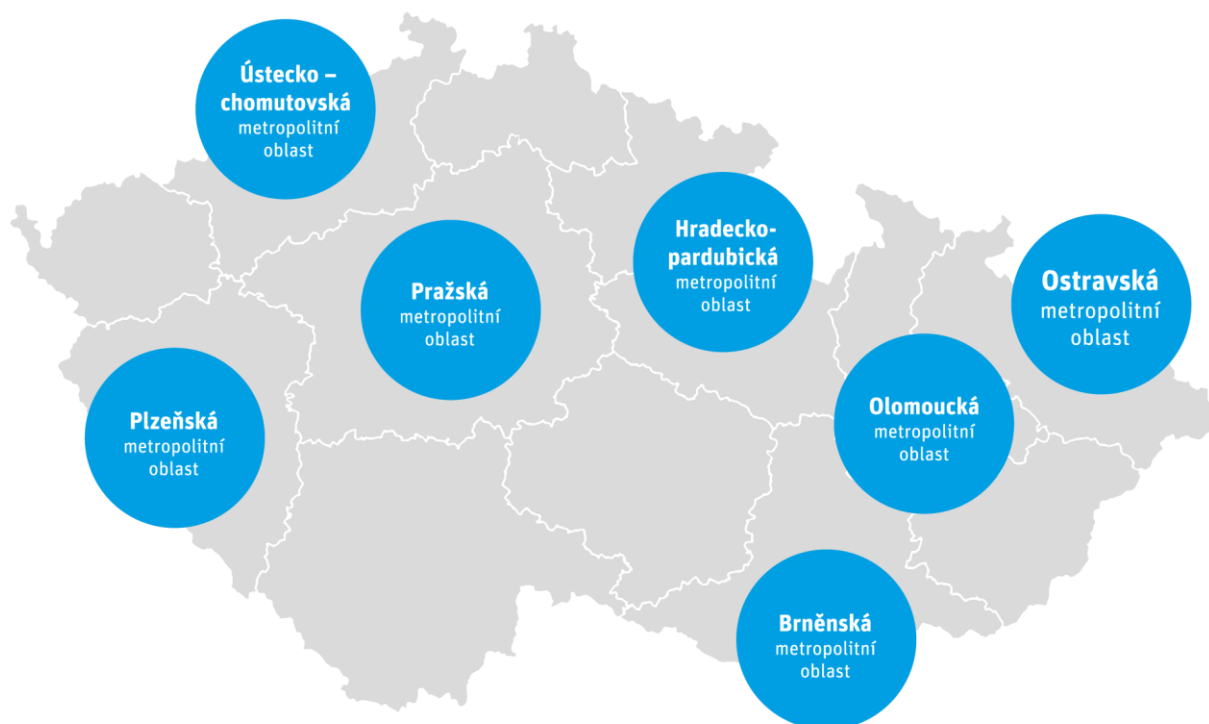 Ústecko –
chomutovská
metropolitní
oblast
Hradecko-
pardubická
metropolitní
oblast
Pražská
metropolitní
oblast
Ostravská
metropolitní
oblast
Plzeňská
metropolitní
oblast
Olomoucká
metropolitní
oblast
Brněnská
metropolitní
oblast